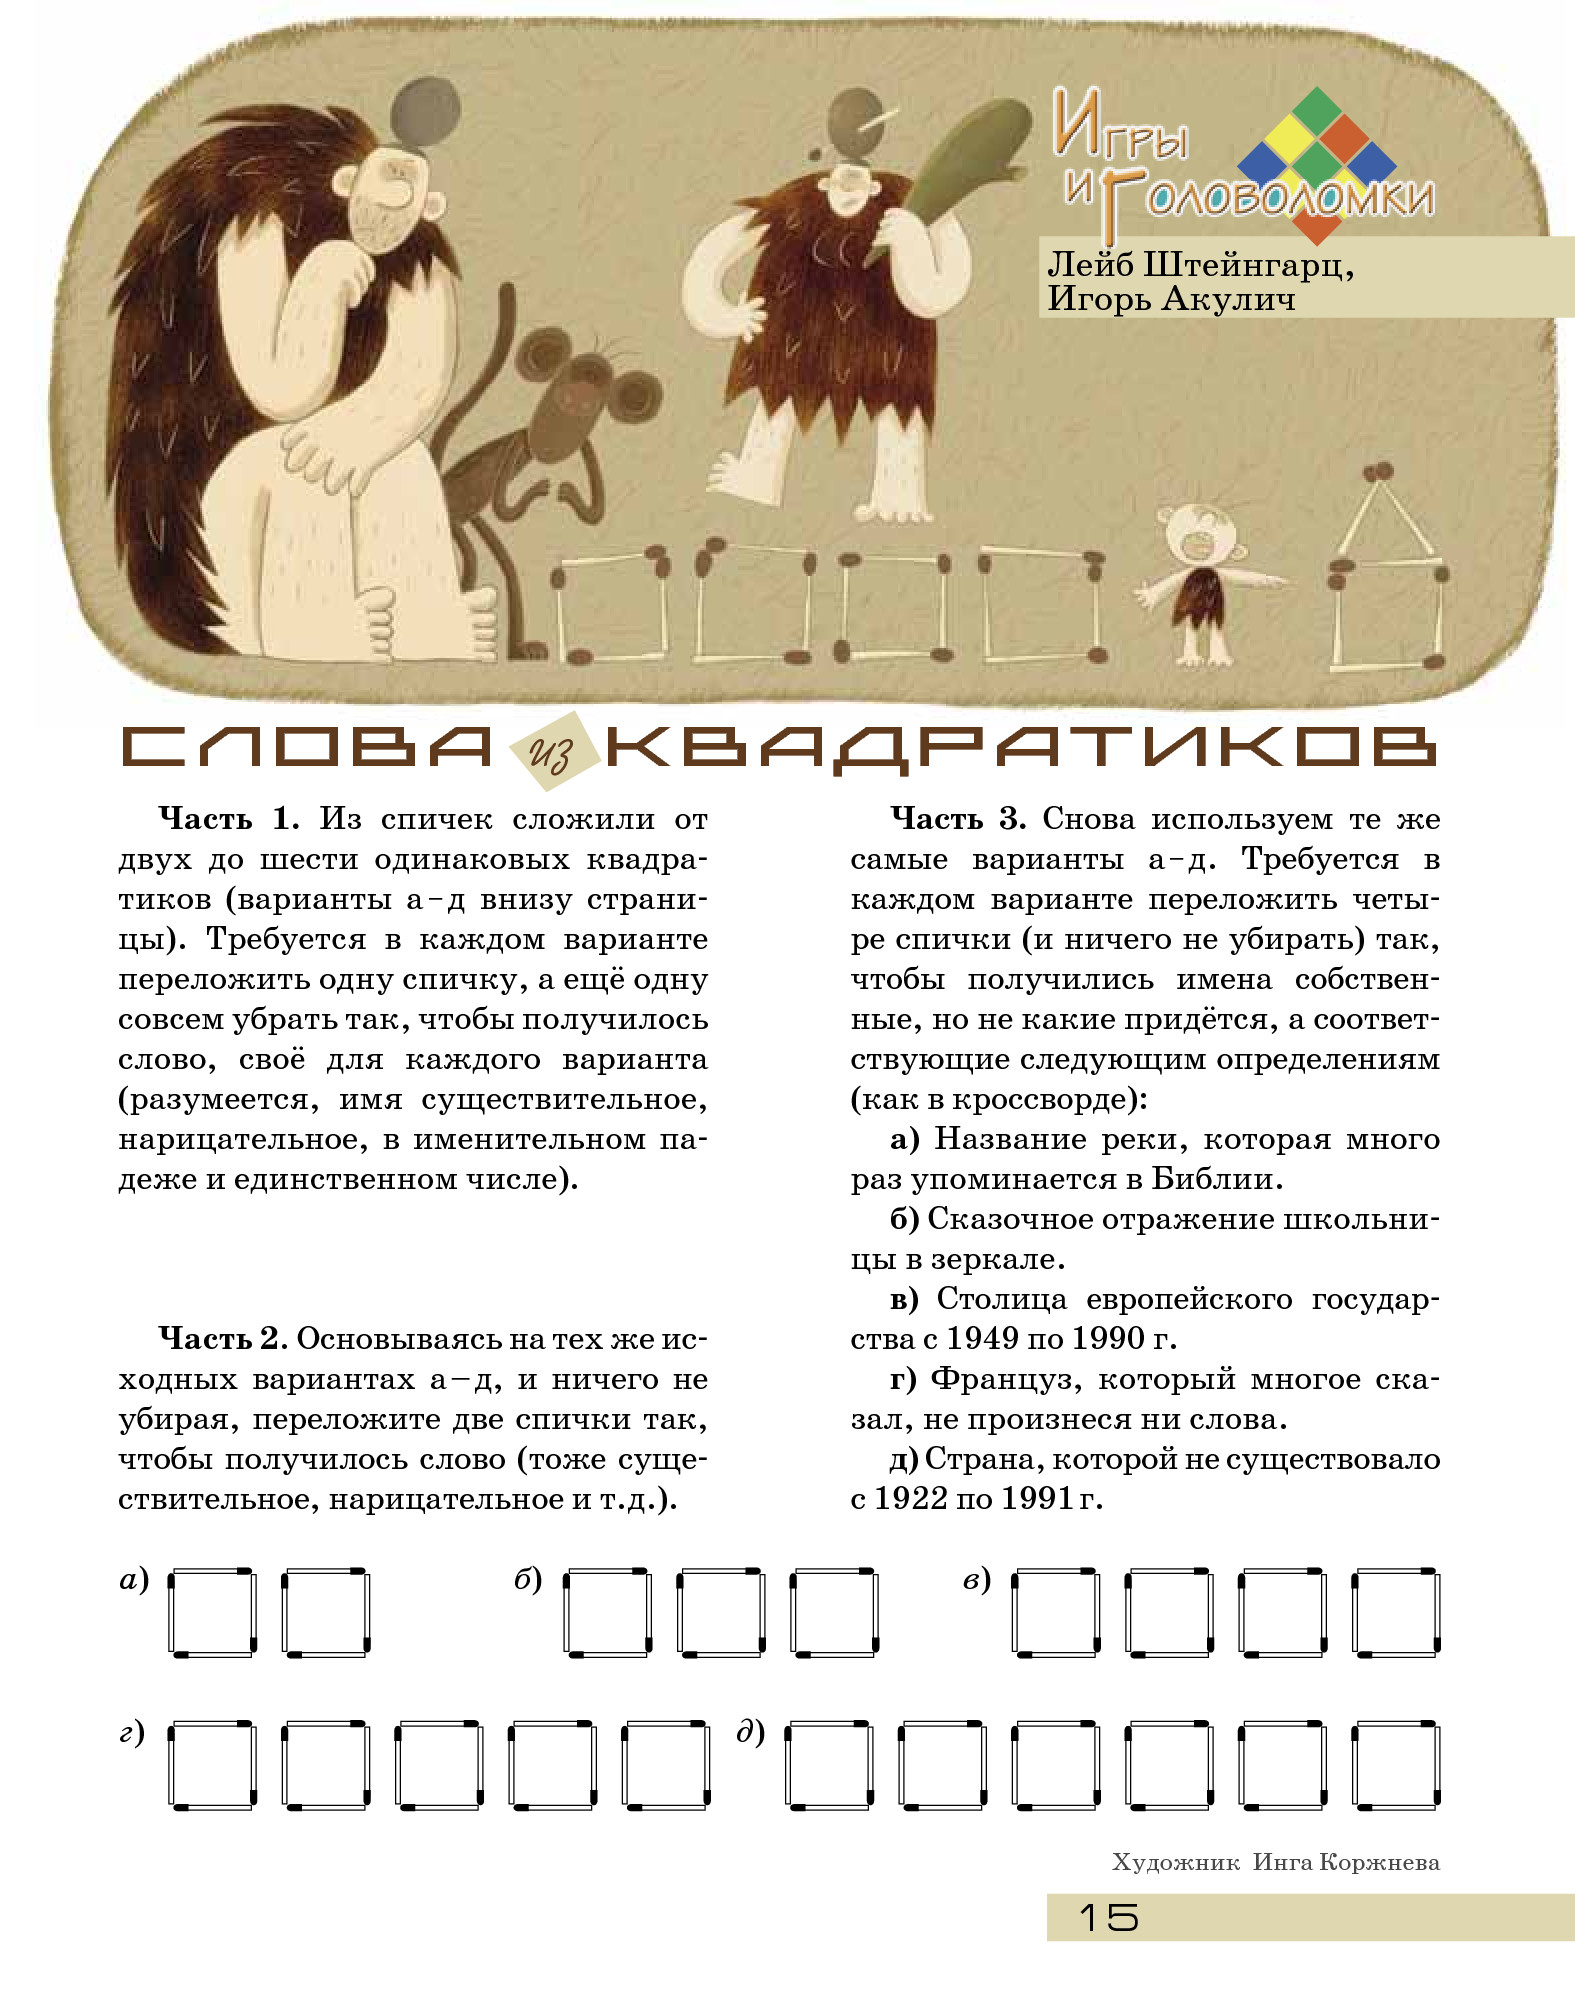 Игры
и Головоломки
Лейб Штейнгарц,
Игорь Акулич
СЛОВА из КВАДРАТИКОВ
Часть 1. Из спичек сложили от
двух до шести одинаковых квадра-
тиков (варианты а–д внизу страни-
цы). Требуется в каждом варианте
переложить одну спичку, а ещё одну
совсем убрать так, чтобы получилось
слово, своё для каждого варианта
(разумеется, имя существительное,
нарицательное, в именительном па-
деже и единственном числе).
Часть 2. Основываясь на тех же ис-
ходных вариантах а–д, и ничего не
убирая, переложите две спички так,
чтобы получилось слово (тоже суще-
ствительное, нарицательное и т.д.).
Часть 3. Снова используем те же
самые варианты а–д. Требуется в
каждом варианте переложить четы-
ре спички (и ничего не убирать) так,
чтобы получились имена собствен-
ные, но не какие придётся, а соответ-
ствующие следующим определениям
(как в кроссворде):
а) Название реки, которая много
раз упоминается в Библии.
б) Сказочное отражение школьни-
цы в зеркале.
в) Столица европейского государ-
ства с 1949 по 1990 г.
г) Француз, который многое ска-
зал, не произнеся ни слова.
д) Страна, которой не существовало
с 1922 по 1991 г.
а) б) в)
г) д)
Художник Инга Коржнева
15